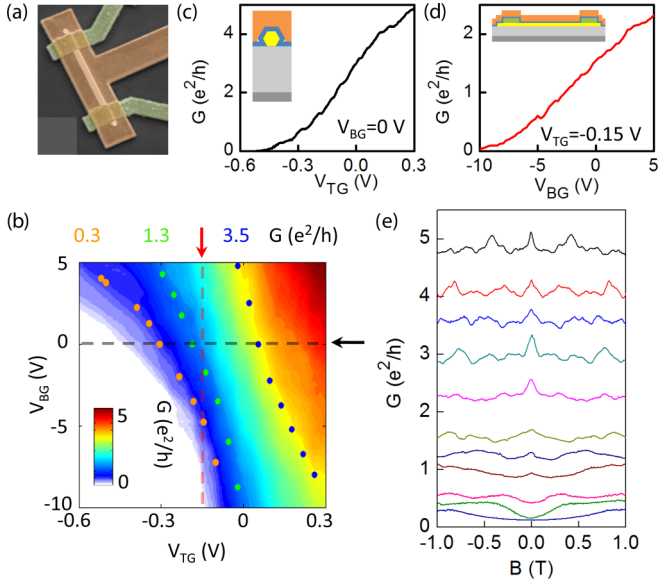 (a)
(c)
G (e²/h)
4
2
0
V_BG=0 V
-0.6
-0.3
0.0
0.3
V_TG (V)
(d)
G (e²/h)
2
1
0
V_TG=-0.15 V
-10
-5
0
5
V_BG (V)
(b)
0.3 1.3 3.5 G (e²/h)
V_BG (V)
5
0
-5
-10
5
0
G (e²/h)
-0.6
-0.3
0
0.3
V_TG (V)
(e)
G (e²/h)
5
4
3
2
1
0
-1.0
-0.5
0.0
0.5
1.0
B (T)